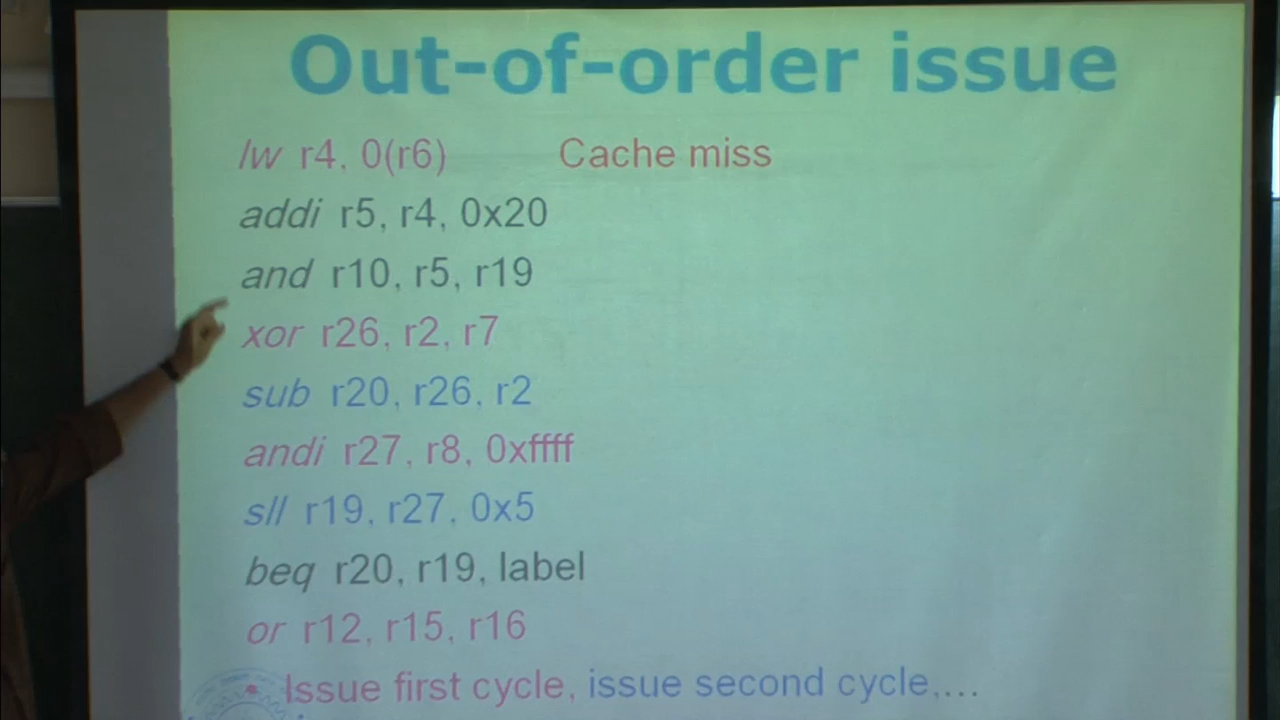 Out-of-order issue
lw r4, 0(r6) Cache miss
addi r5, r4, 0x20
and r10, r5, r19
xor r26, r2, r7
sub r20, r26, r2
andi r27, r8, 0xffff
sll r19, r27, 0x5
beq r20, r19, label
or r12, r15, r16
• Issue first cycle, issue second cycle,...